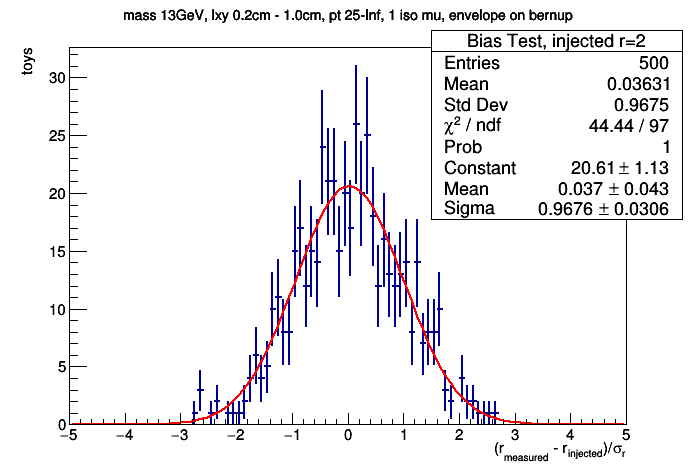 mass 13GeV, lxy 0.2cm - 1.0cm, pt 25-Inf, 1 iso mu, envelope on bernup
Bias Test, injected r=2
Entries 500
Mean 0.03631
Std Dev 0.9675
χ² / ndf 44.44 / 97
Prob 1
Constant 20.61 ± 1.13
Mean 0.037 ± 0.043
Sigma 0.9676 ± 0.0306
toys
30
25
20
15
10
5
0
−5 −4 −3 −2 −1 0 1 2 3 4 5
(r_measured - r_injected)/σ_r